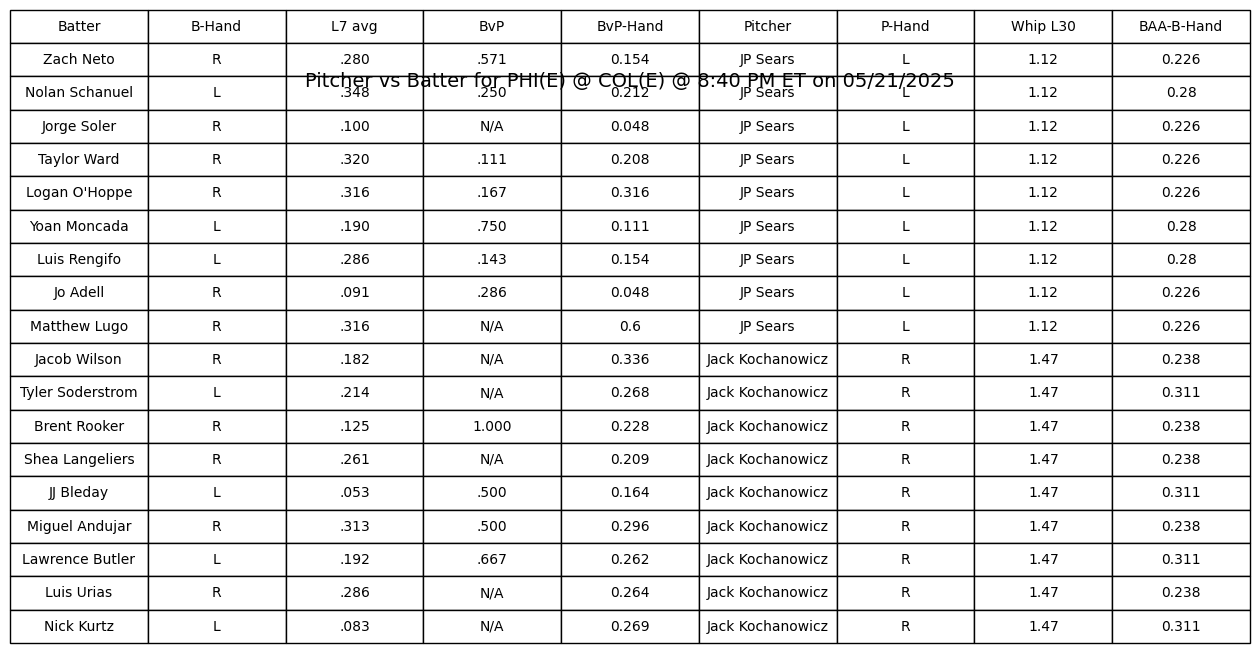 Batter B-Hand L7 avg BvP BvP-Hand Pitcher P-Hand Whip L30 BAA-B-Hand
Zach Neto R .280 .571 0.154 JP Sears L 1.12 0.226
Pitcher vs Batter for PHI(E) @ COL(E) @ 8:40 PM ET on 05/21/2025
Nolan Schanuel L .348 .250 0.212 JP Sears L 1.12 0.28
Jorge Soler R .100 N/A 0.048 JP Sears L 1.12 0.226
Taylor Ward R .320 .111 0.208 JP Sears L 1.12 0.226
Logan O'Hoppe R .316 .167 0.316 JP Sears L 1.12 0.226
Yoan Moncada L .190 .750 0.111 JP Sears L 1.12 0.28
Luis Rengifo L .286 .143 0.154 JP Sears L 1.12 0.28
Jo Adell R .091 .286 0.048 JP Sears L 1.12 0.226
Matthew Lugo R .316 N/A 0.6 JP Sears L 1.12 0.226
Jacob Wilson R .182 N/A 0.336 Jack Kochanowicz R 1.47 0.238
Tyler Soderstrom L .214 N/A 0.268 Jack Kochanowicz R 1.47 0.311
Brent Rooker R .125 1.000 0.228 Jack Kochanowicz R 1.47 0.238
Shea Langeliers R .261 N/A 0.209 Jack Kochanowicz R 1.47 0.238
JJ Bleday L .053 .500 0.164 Jack Kochanowicz R 1.47 0.311
Miguel Andujar R .313 .500 0.296 Jack Kochanowicz R 1.47 0.238
Lawrence Butler L .192 .667 0.262 Jack Kochanowicz R 1.47 0.311
Luis Urias R .286 N/A 0.264 Jack Kochanowicz R 1.47 0.238
Nick Kurtz L .083 N/A 0.269 Jack Kochanowicz R 1.47 0.311